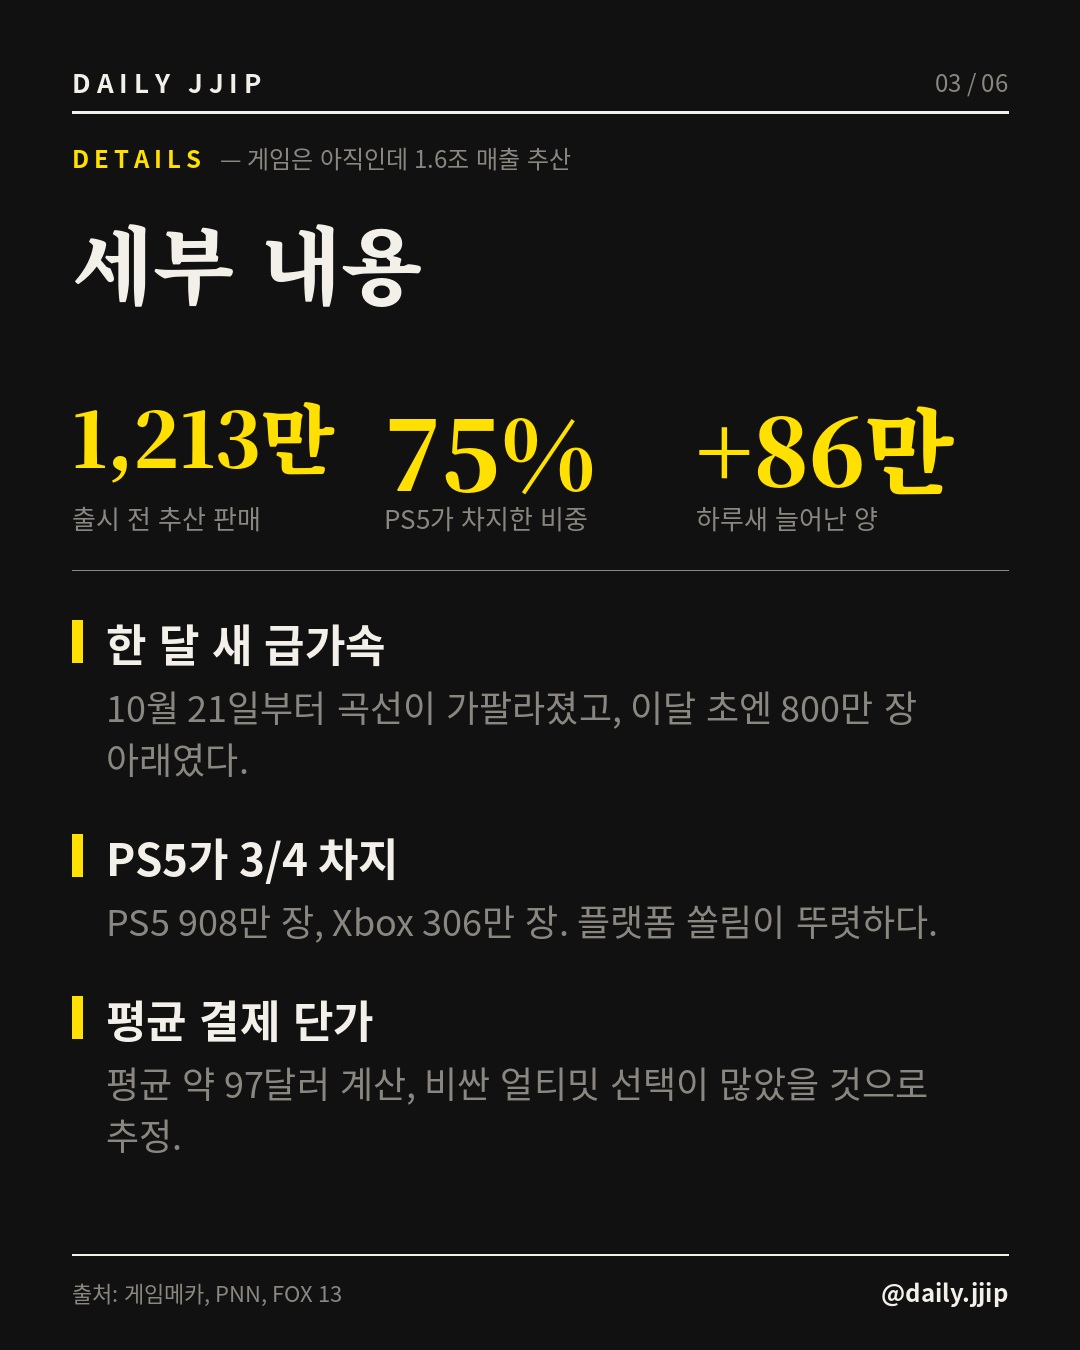 DAILY JJIP
03 / 06
DETAILS — 게임은 아직인데 1.6조 매출 추산
세부 내용
1,213만 75% +86만
출시 전 추산 판매 PS5가 차지한 비중 하루새 늘어난 양
한 달 새 급가속
10월 21일부터 곡선이 가팔라졌고, 이달 초엔 800만 장
아래였다.
PS5가 3/4 차지
PS5 908만 장, Xbox 306만 장. 플랫폼 쏠림이 뚜렷하다.
평균 결제 단가
평균 약 97달러 계산, 비싼 얼티밋 선택이 많았을 것으로
추정.
출처: 게임메카, PNN, FOX 13
@daily.jjip